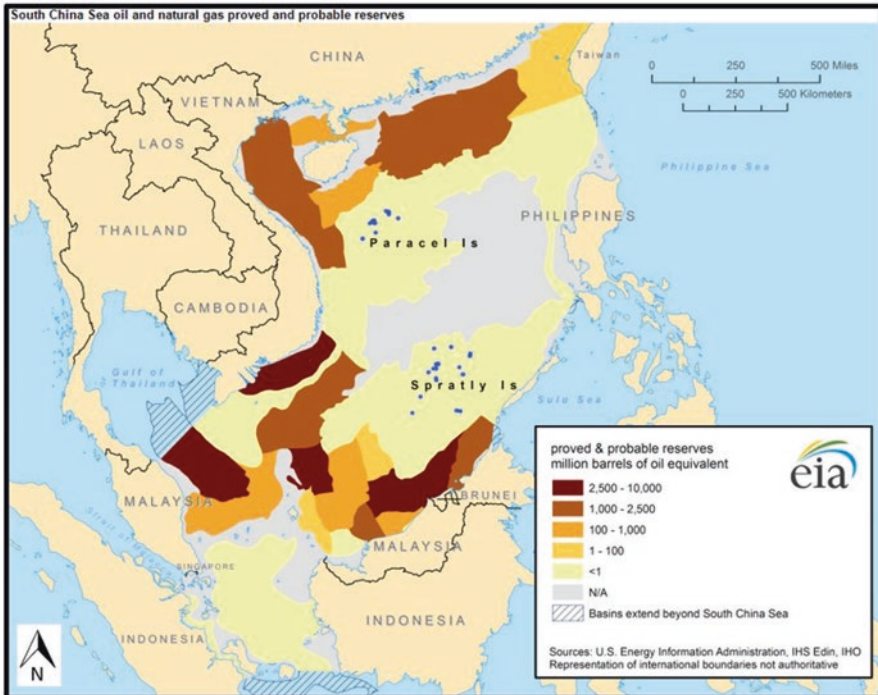 South China Sea oil and natural gas proved and probable reserves
CHINA
Taiwan
0 250 500 Miles
0 250 500 Kilometers
VIETNAM
LAOS
Philippine Sea
THAILAND
PHILIPPINES
Paracel Is
CAMBODIA
Gulf of
Thailand
Spratly Is
Sulu Sea
MALAYSIA
BRUNEI
MALAYSIA
Strait of
SINGAPORE
INDONESIA
INDONESIA
N
proved & probable reserves
million barrels of oil equivalent
eia
2,500 - 10,000
1,000 - 2,500
100 - 1,000
1 - 100
<1
N/A
Basins extend beyond South China Sea
Sources: U.S. Energy Information Administration, IHS Edin, IHO
Representation of international boundaries not authoritative